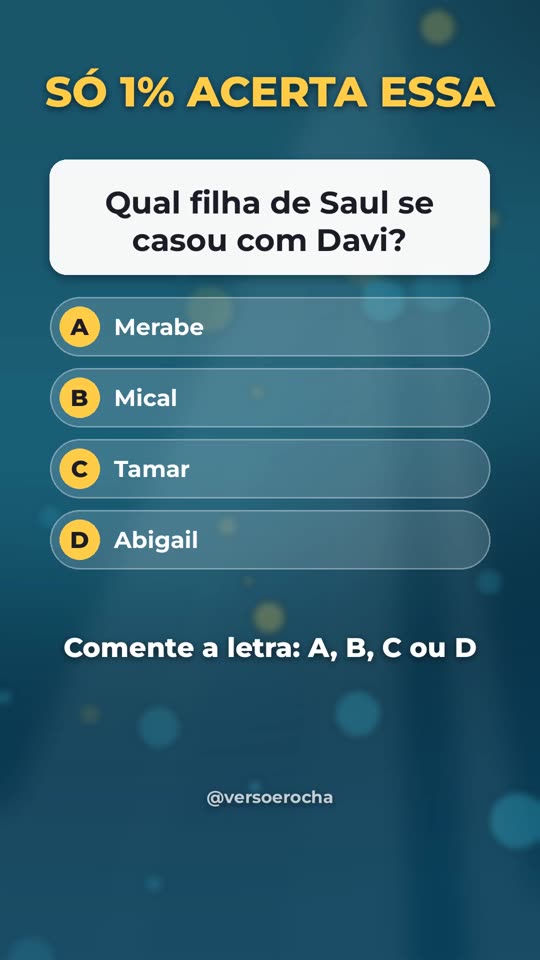 SÓ 1% ACERTA ESSA
Qual filha de Saul se
casou com Davi?
A Merabe
B Mical
C Tamar
D Abigail
Comente a letra: A, B, C ou D
@versoerocha